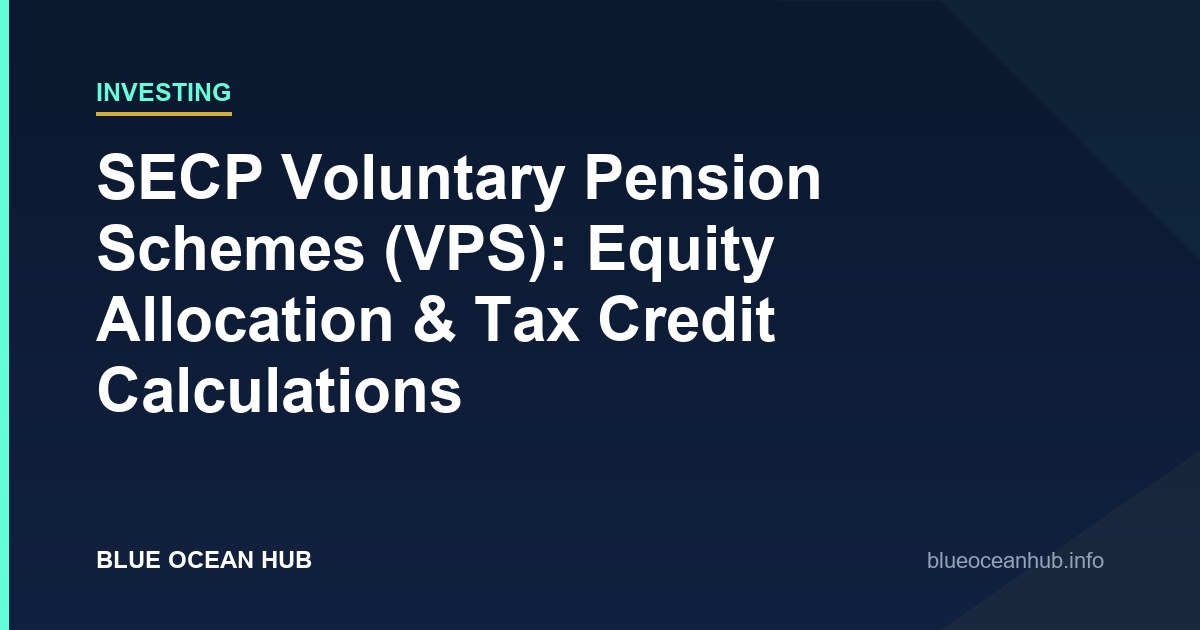 INVESTING
SECP Voluntary Pension
Schemes (VPS): Equity
Allocation & Tax Credit
Calculations
BLUE OCEAN HUB
blueoceanhub.info